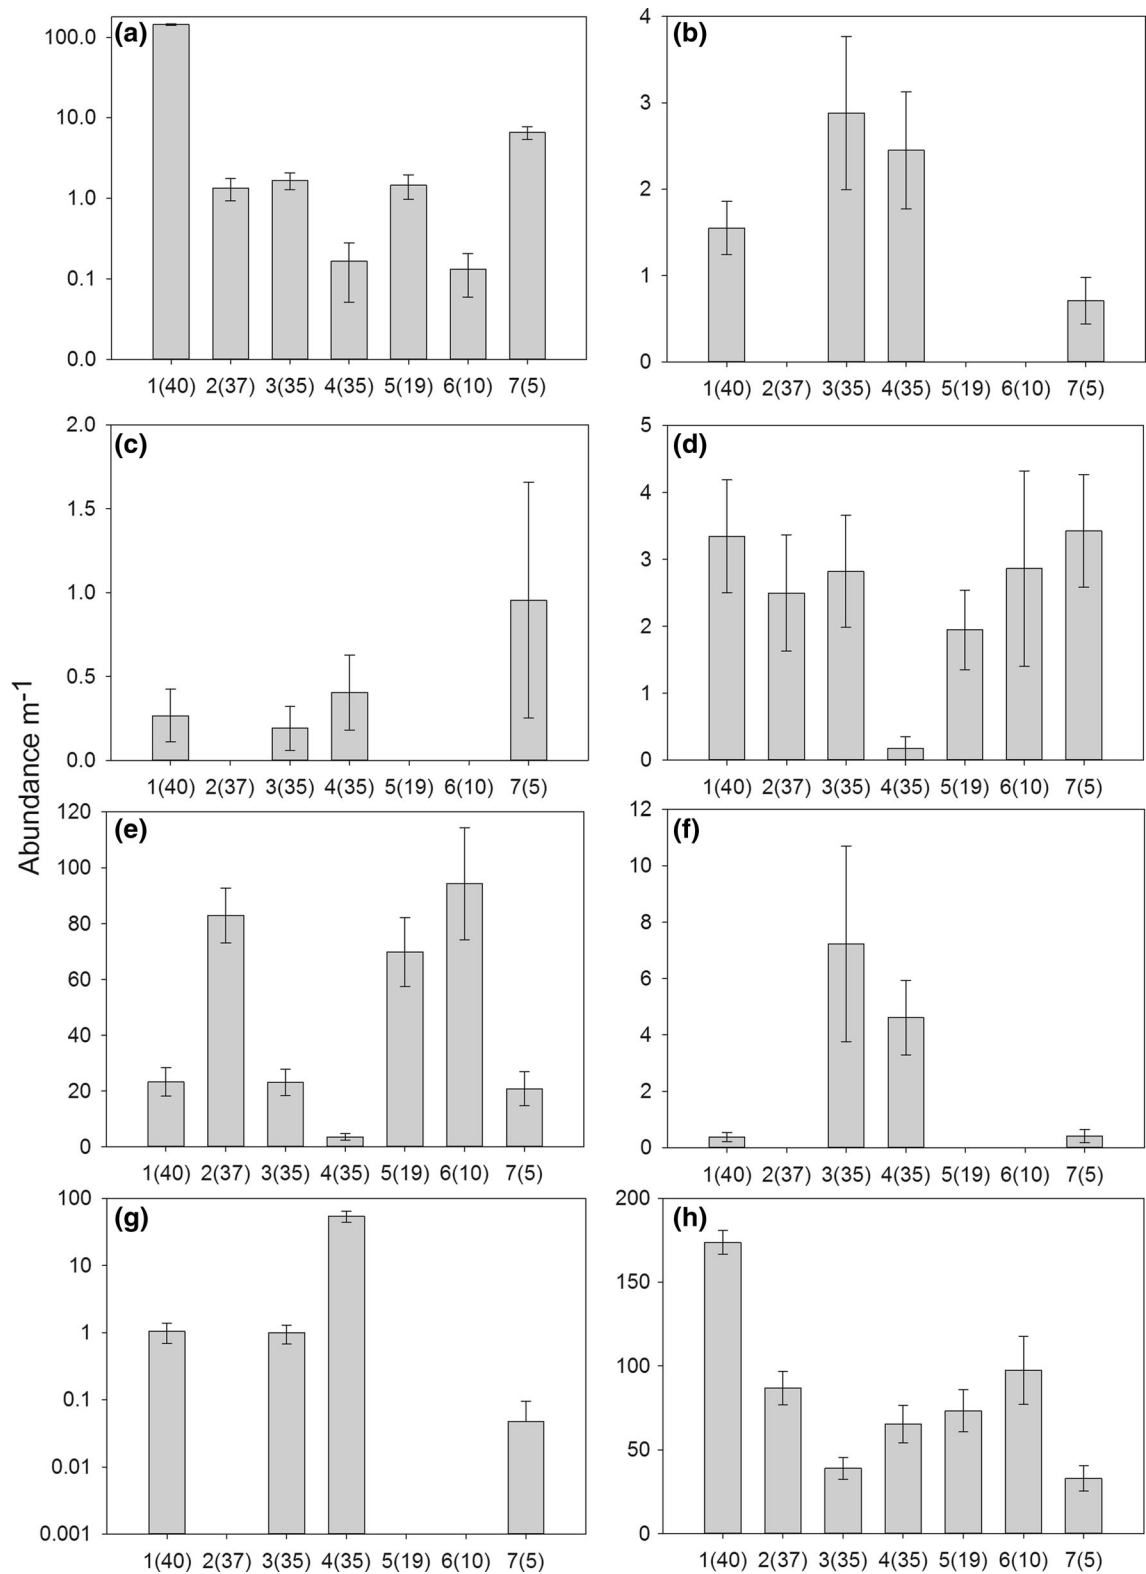 Abundance m-1
(a)
100.0
10.0
1.0
0.1
0.0
1(40) 2(37) 3(35) 4(35) 5(19) 6(10) 7(5)
(b)
4
3
2
1
0
1(40) 2(37) 3(35) 4(35) 5(19) 6(10) 7(5)
(c)
2.0
1.5
1.0
0.5
0.0
1(40) 2(37) 3(35) 4(35) 5(19) 6(10) 7(5)
(d)
5
4
3
2
1
0
1(40) 2(37) 3(35) 4(35) 5(19) 6(10) 7(5)
(e)
120
100
80
60
40
20
0
1(40) 2(37) 3(35) 4(35) 5(19) 6(10) 7(5)
(f)
12
10
8
6
4
2
0
1(40) 2(37) 3(35) 4(35) 5(19) 6(10) 7(5)
(g)
100
10
1
0.1
0.01
0.001
1(40) 2(37) 3(35) 4(35) 5(19) 6(10) 7(5)
(h)
200
150
100
50
0
1(40) 2(37) 3(35) 4(35) 5(19) 6(10) 7(5)